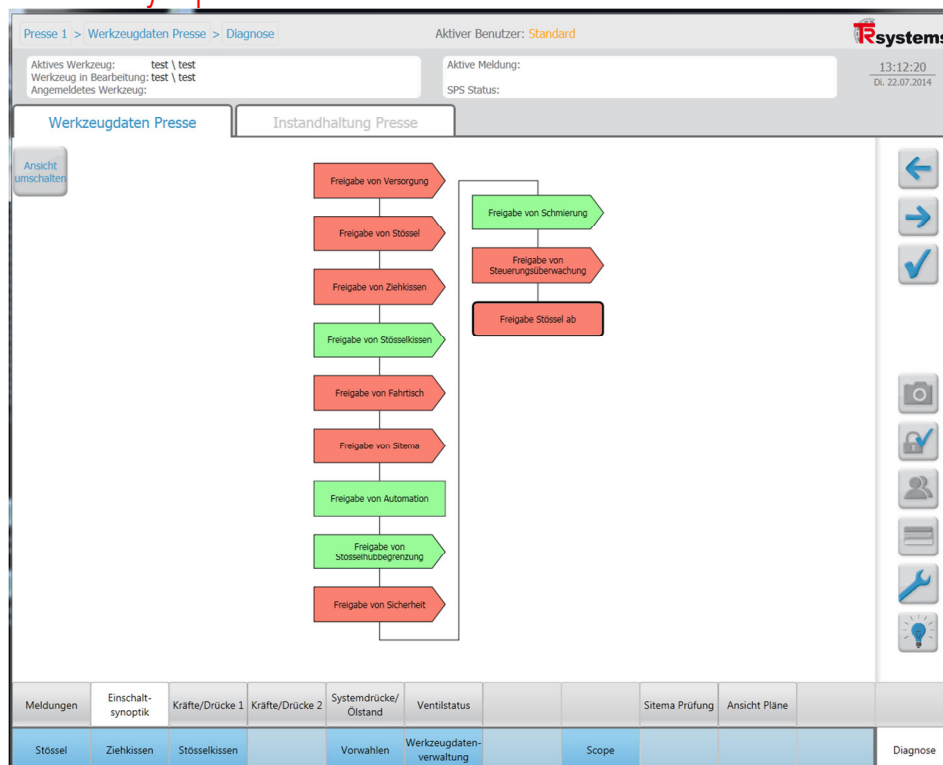 Presse 1 > Werkzeugdaten Presse > Diagnose
Aktiver Benutzer: Standard
TRsystems
Aktives Werkzeug: test \ test
Werkzeug in Bearbeitung: test \ test
Angemeldetes Werkzeug:
Aktive Meldung:
SPS Status:
13:12:20
Di. 22.07.2014
Werkzeugdaten Presse
Instandhaltung Presse
Ansicht
umschalten
Freigabe von Versorgung
Freigabe von Stössel
Freigabe von Ziehkissen
Freigabe von Stösselkissen
Freigabe von Fahrtisch
Freigabe von Sitema
Freigabe von Automation
Freigabe von
Stösselhubbegrenzung
Freigabe von Sicherheit
Freigabe von Schmierung
Freigabe von
Steuerungsüberwachung
Freigabe Stössel ab
Meldungen
Einschalt-
synoptik
Kräfte/Drücke 1
Kräfte/Drücke 2
Systemdrücke/
Ölstand
Ventilstatus
Sitema Prüfung
Ansicht Pläne
Stössel
Ziehkissen
Stösselkissen
Vorwahlen
Werkzeugdaten-
verwaltung
Scope
Diagnose